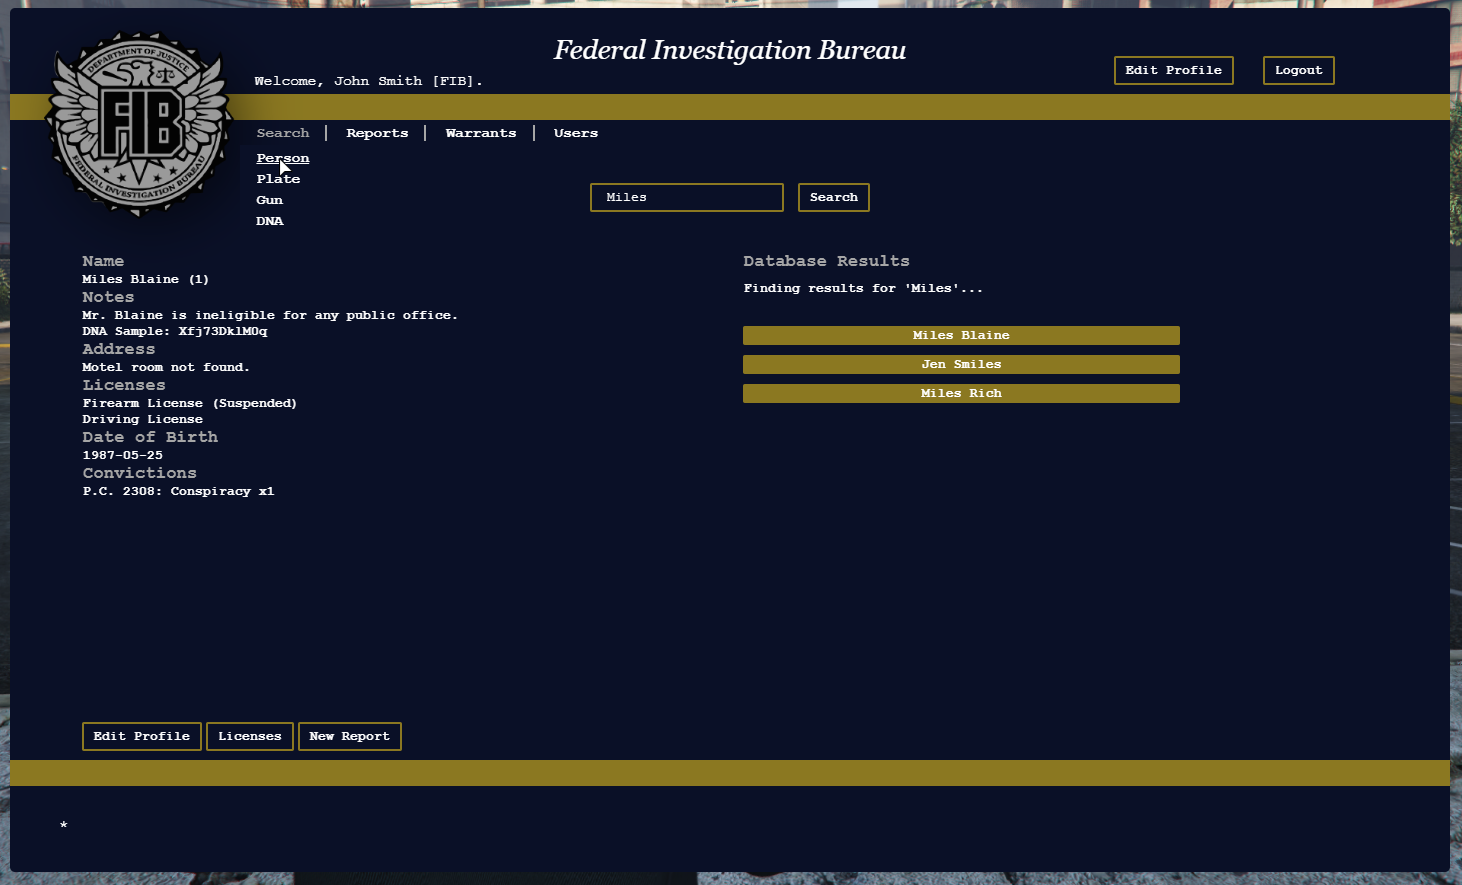 Federal Investigation Bureau
DEPARTMENT OF JUSTICE
FIB
FEDERAL INVESTIGATION BUREAU
Welcome, John Smith [FIB].
Edit Profile
Logout
Search | Reports | Warrants | Users
Person
Plate
Gun
DNA
Miles
Search
Name
Miles Blaine (1)
Notes
Mr. Blaine is ineligible for any public office.
DNA Sample: Xfj73DklM0q
Address
Motel room not found.
Licenses
Firearm License (Suspended)
Driving License
Date of Birth
1987-05-25
Convictions
P.C. 2308: Conspiracy x1
Database Results
Finding results for 'Miles'...
Miles Blaine
Jen Smiles
Miles Rich
Edit Profile
Licenses
New Report
*